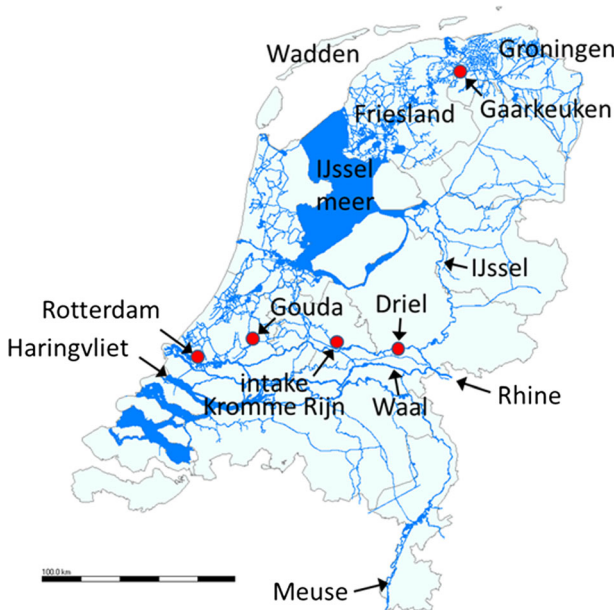 Wadden
Groningen
Gaarkeuken
Friesland
IJssel
meer
IJssel
Rotterdam
Gouda
Driel
Haringvliet
intake
Kromme Rijn
Waal
Rhine
100.0 km
Meuse